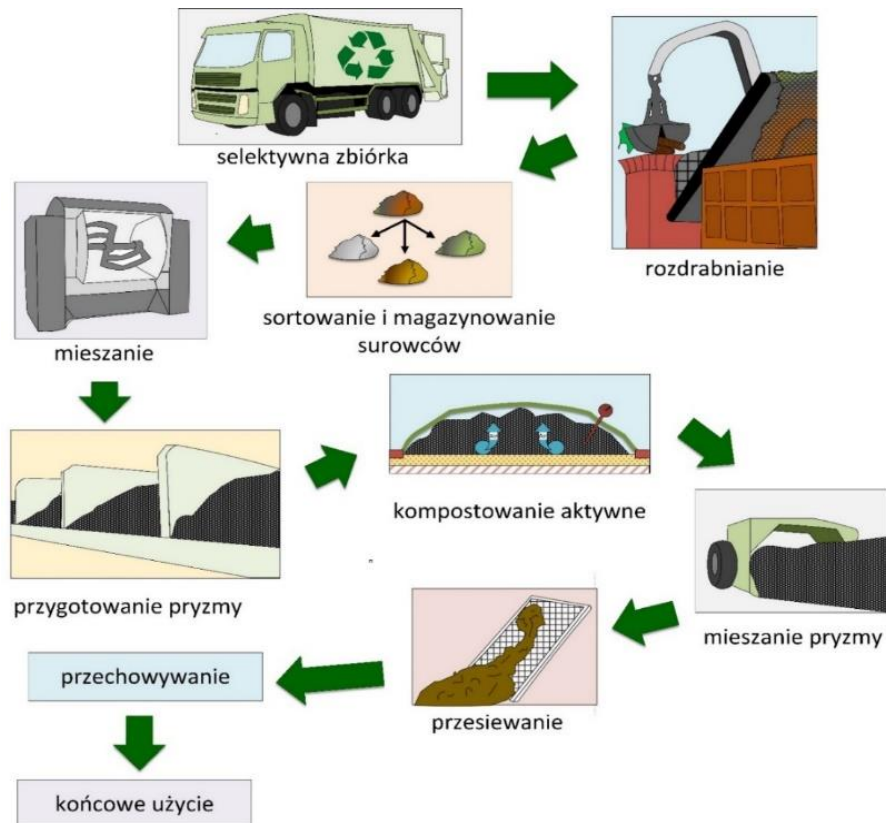 selektywna zbiórka
rozdrabnianie
sortowanie i magazynowanie
surowców
mieszanie
przygotowanie pryzmy
kompostowanie aktywne
mieszanie pryzmy
przesiewanie
przechowywanie
końcowe użycie